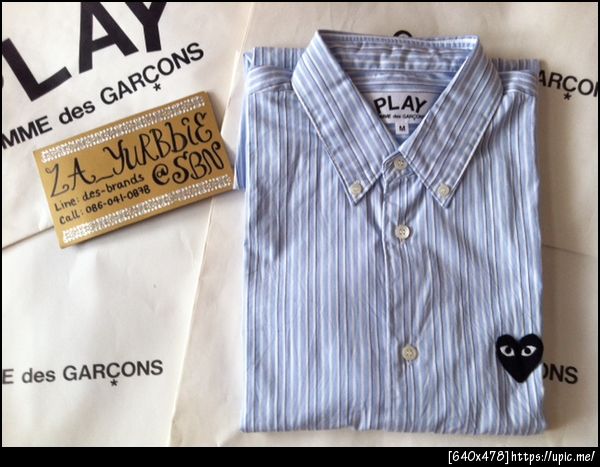 PLAY
MME des GARÇONS
ZA_YURBBiE
@SBN
Line: des-brands
Call: 086-041-0898
PLAY
COMME des GARÇONS
M
ME des GARÇONS
ONS
ÇONS
[640x478]https://upic.me/